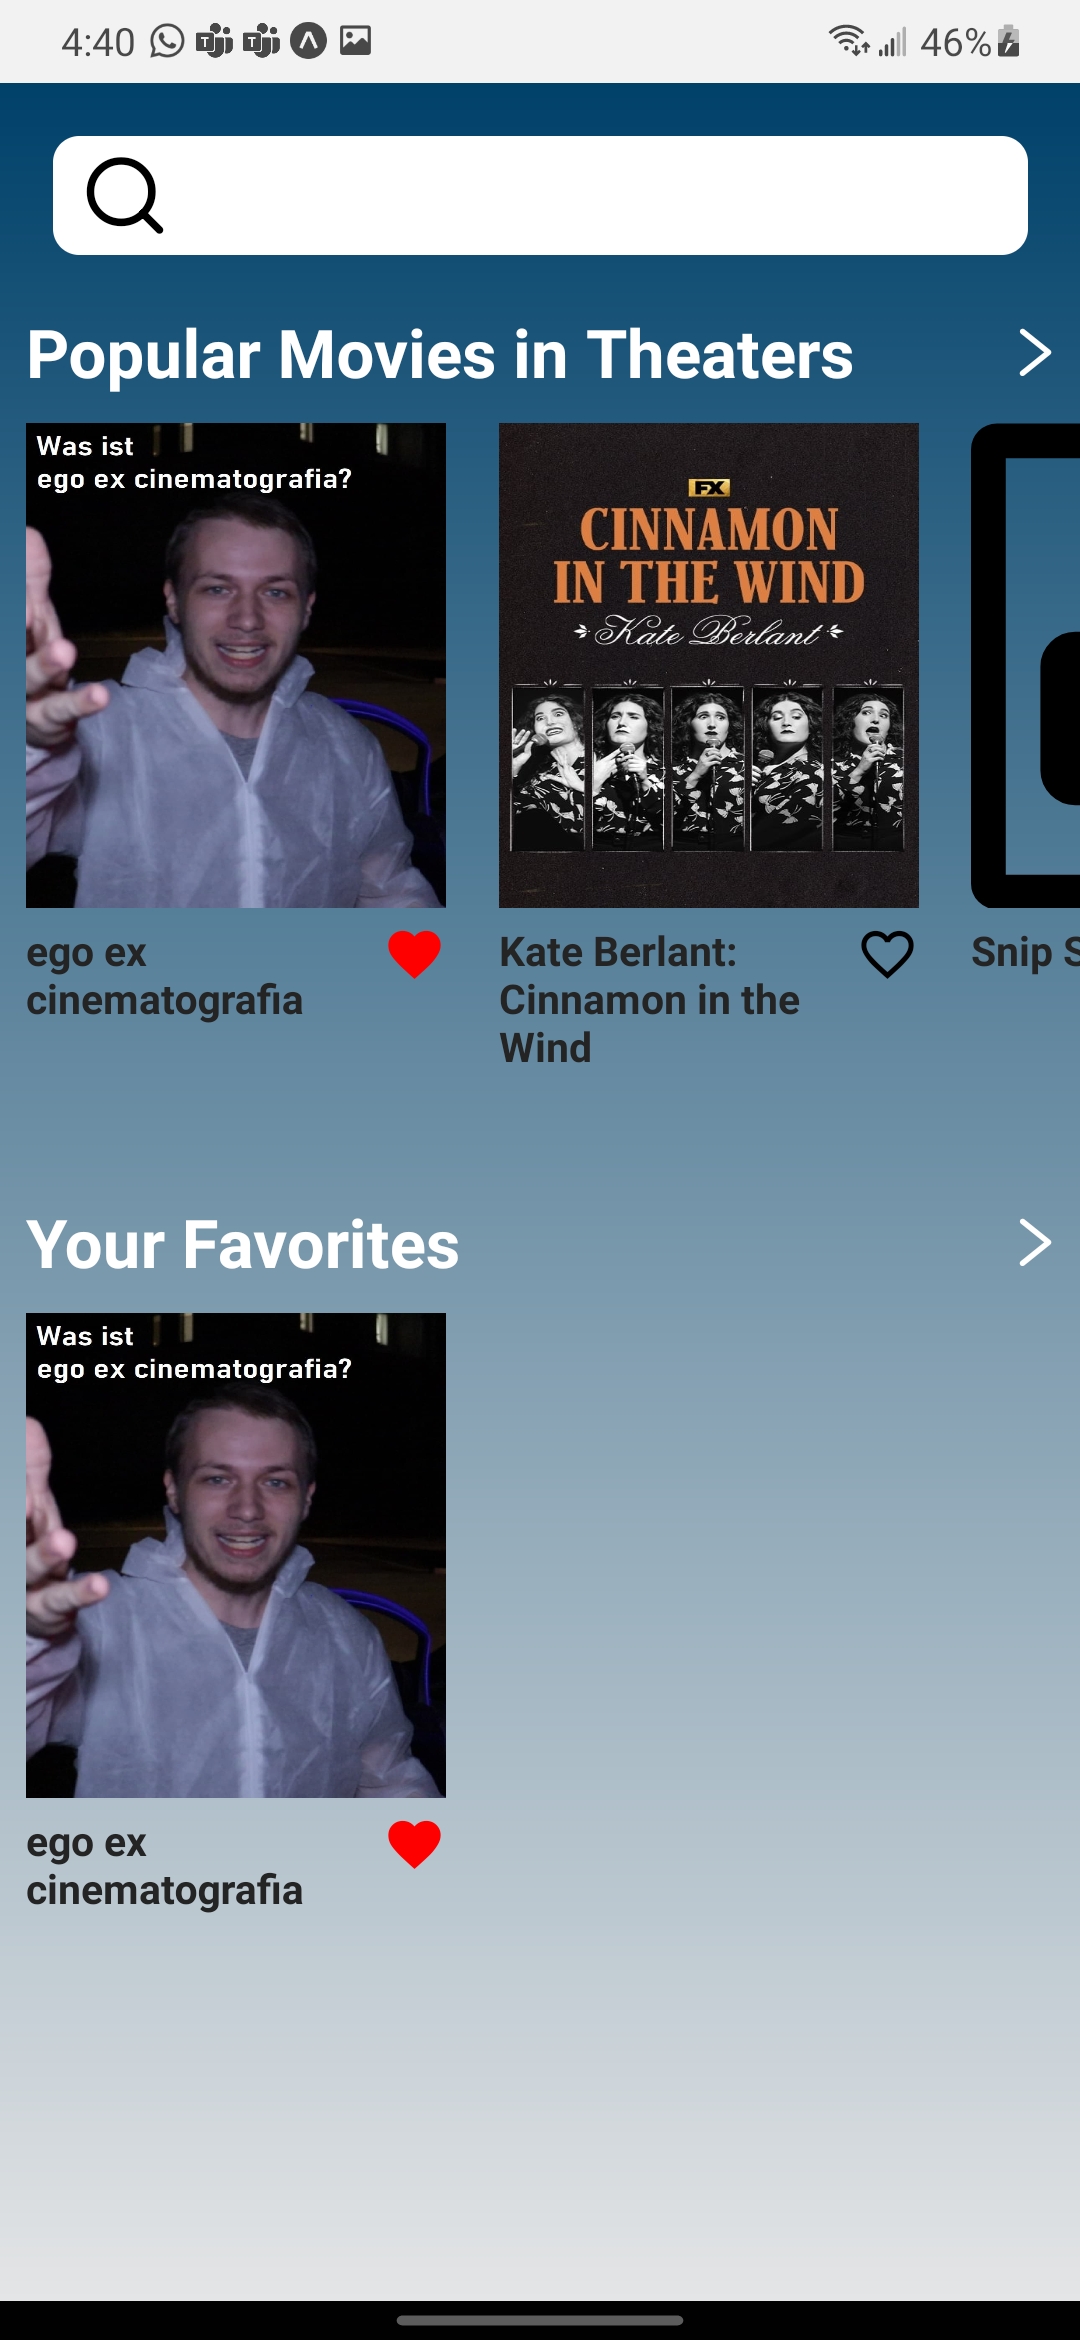 4:40
46%
Popular Movies in Theaters
Was ist
ego ex cinematografia?
FX
CINNAMON
IN THE WIND
Kate Berlant
ego ex
cinematografia
Kate Berlant:
Cinnamon in the
Wind
Snip S
Your Favorites
Was ist
ego ex cinematografia?
ego ex
cinematografia